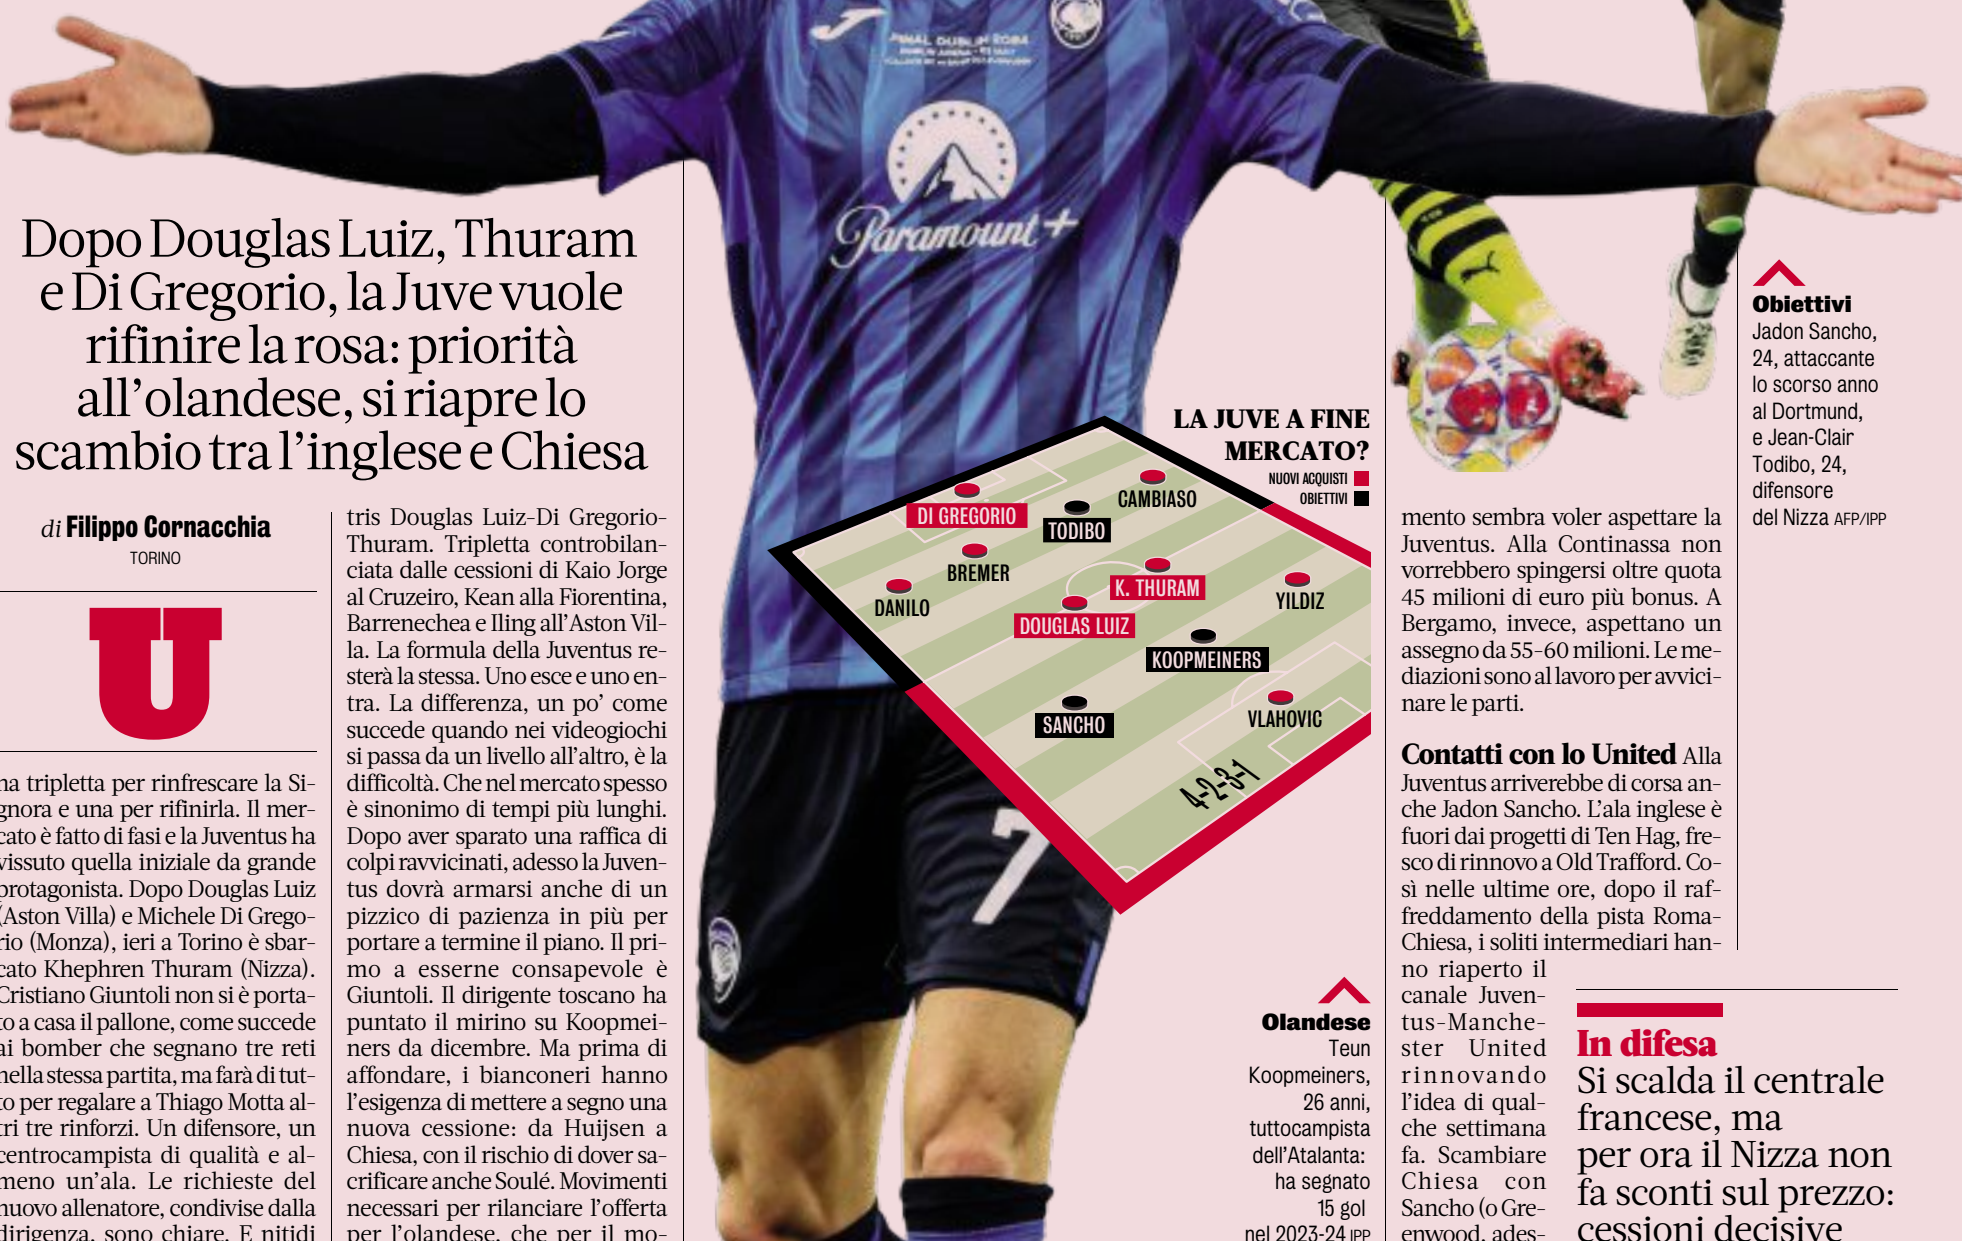 Dopo Douglas Luiz, Thuram
e Di Gregorio, la Juve vuole
rifinire la rosa: priorità
all’olandese, si riapre lo
scambio tra l’inglese e Chiesa
di Filippo Cornacchia
TORINO
U
na tripletta per rinfrescare la Si-
gnora e una per rifinirla. Il mer-
cato è fatto di fasi e la Juventus ha
vissuto quella iniziale da grande
protagonista. Dopo Douglas Luiz
(Aston Villa) e Michele Di Grego-
rio (Monza), ieri a Torino è sbar-
cato Khephren Thuram (Nizza).
Cristiano Giuntoli non si è porta-
to a casa il pallone, come succede
ai bomber che segnano tre reti
nella stessa partita, ma farà di tut-
to per regalare a Thiago Motta al-
tri tre rinforzi. Un difensore, un
centrocampista di qualità e al-
meno un’ala. Le richieste del
nuovo allenatore, condivise dalla
dirigenza, sono chiare. E nitidi
tris Douglas Luiz-Di Gregorio-
Thuram. Tripletta controbilan-
ciata dalle cessioni di Kaio Jorge
al Cruzeiro, Kean alla Fiorentina,
Barrenechea e Iling all’Aston Vil-
la. La formula della Juventus re-
sterà la stessa. Uno esce e uno en-
tra. La differenza, un po’ come
succede quando nei videogiochi
si passa da un livello all’altro, è la
difficoltà. Che nel mercato spesso
è sinonimo di tempi più lunghi.
Dopo aver sparato una raffica di
colpi ravvicinati, adesso la Juven-
tus dovrà armarsi anche di un
pizzico di pazienza in più per
portare a termine il piano. Il pri-
mo a esserne consapevole è
Giuntoli. Il dirigente toscano ha
puntato il mirino su Koopmei-
ners da dicembre. Ma prima di
affondare, i bianconeri hanno
l’esigenza di mettere a segno una
nuova cessione: da Huijsen a
Chiesa, con il rischio di dover sa-
crificare anche Soulé. Movimenti
necessari per rilanciare l’offerta
per l’olandese, che per il mo-
FINAL DUBLIN 2024
Paramount+
7
LA JUVE A FINE
MERCATO?
NUOVI ACQUISTI
OBIETTIVI
DI GREGORIO
TODIBO
CAMBIASO
BREMER
DANILO
K. THURAM
YILDIZ
DOUGLAS LUIZ
KOOPMEINERS
SANCHO
VLAHOVIC
4-2-3-1
Olandese
Teun
Koopmeiners,
26 anni,
tuttocampista
dell’Atalanta:
ha segnato
15 gol
nel 2023-24 IPP
mento sembra voler aspettare la
Juventus. Alla Continassa non
vorrebbero spingersi oltre quota
45 milioni di euro più bonus. A
Bergamo, invece, aspettano un
assegno da 55-60 milioni. Le me-
diazioni sono al lavoro per avvici-
nare le parti.
Contatti con lo United Alla
Juventus arriverebbe di corsa an-
che Jadon Sancho. L’ala inglese è
fuori dai progetti di Ten Hag, fre-
sco di rinnovo a Old Trafford. Co-
sì nelle ultime ore, dopo il raf-
freddamento della pista Roma-
Chiesa, i soliti intermediari han-
no riaperto il
canale Juven-
tus-Manche-
ster United
rinnovando
l’idea di qual-
che settimana
fa. Scambiare
Chiesa con
Sancho (o Gre-
enwood, ades-
Obiettivi
Jadon Sancho,
24, attaccante
lo scorso anno
al Dortmund,
e Jean-Clair
Todibo, 24,
difensore
del Nizza AFP/IPP
In difesa
Si scalda il centrale
francese, ma
per ora il Nizza non
fa sconti sul prezzo:
cessioni decisive